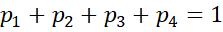 p₁ + p₂ + p₃ + p₄ = 1